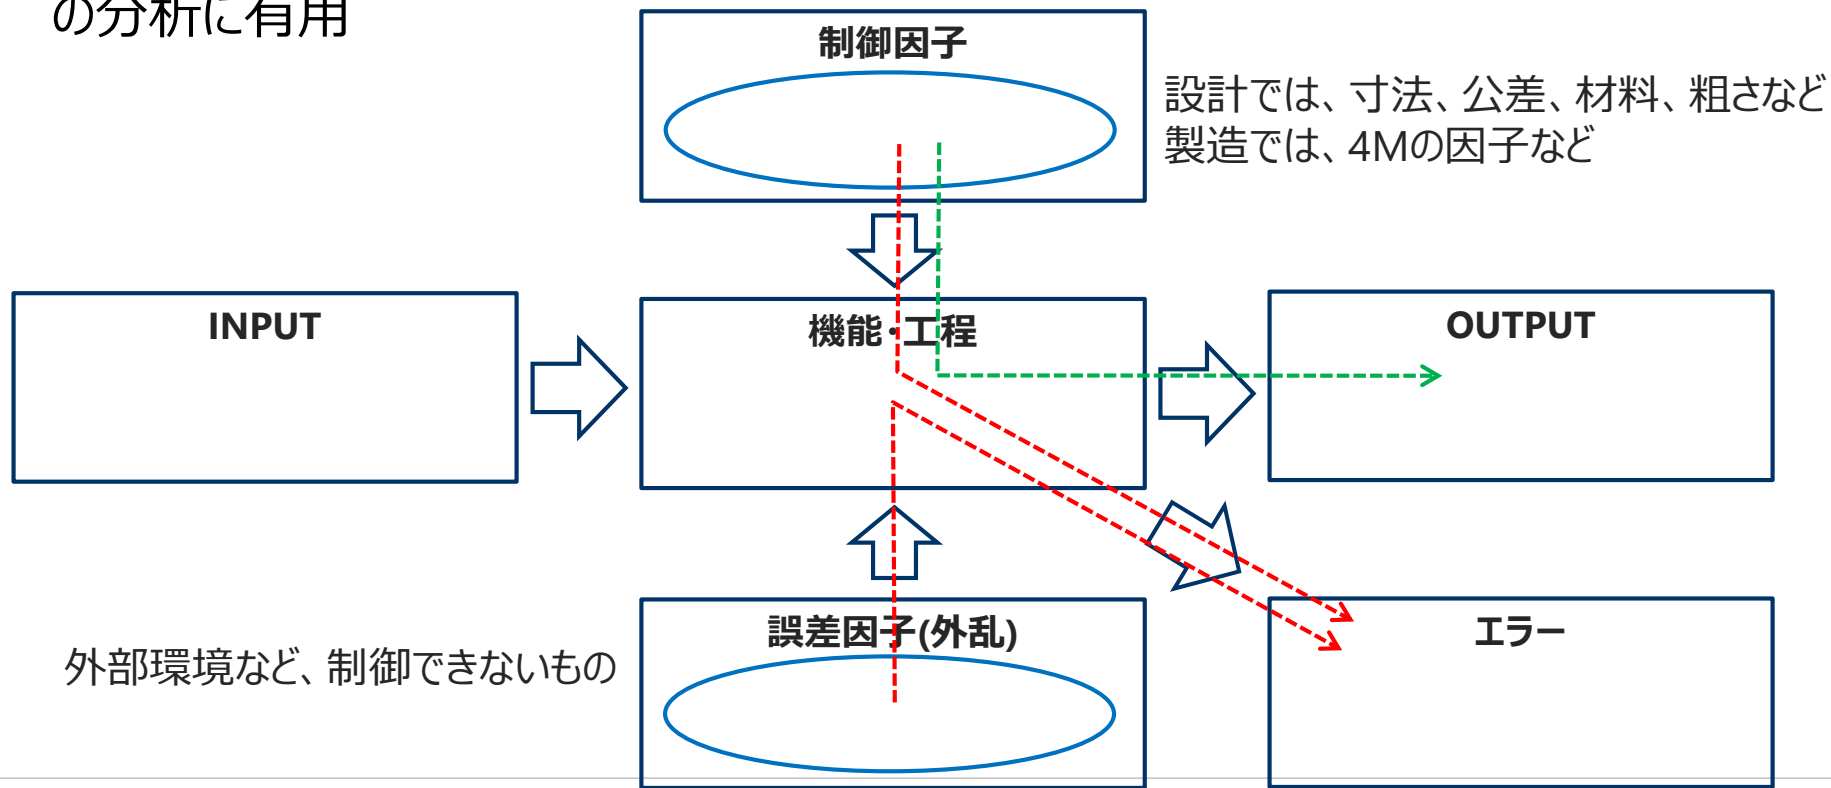 の分析に有用
制御因子
設計では、寸法、公差、材料、粗さなど
製造では、4Mの因子など
INPUT
機能・工程
OUTPUT
誤差因子(外乱)
エラー
外部環境など、制御できないもの